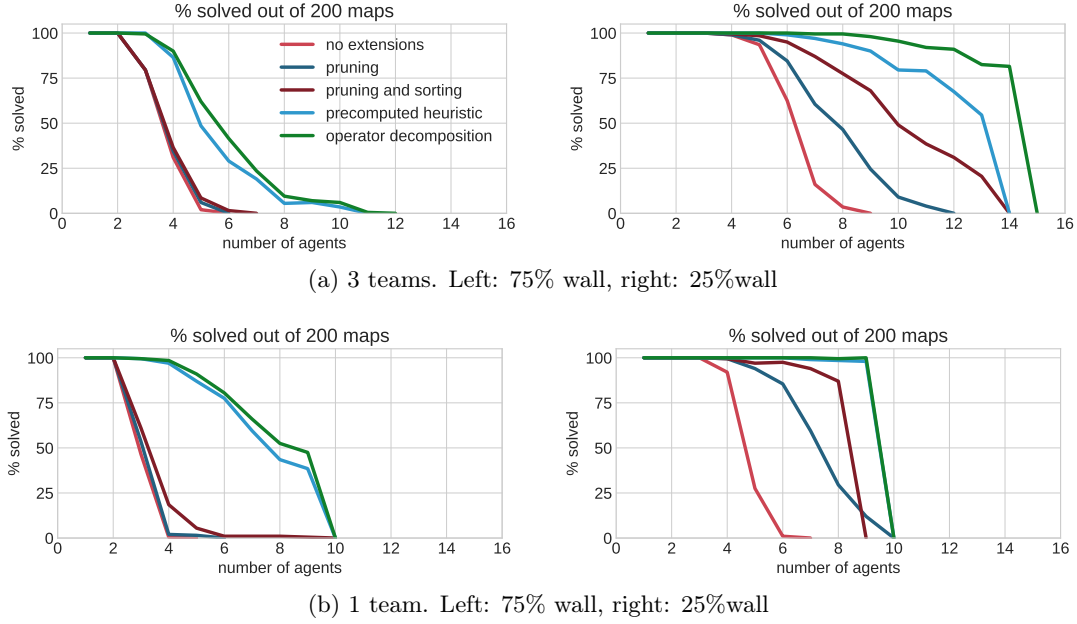 % solved out of 200 maps
% solved
100
75
50
25
0
no extensions
pruning
pruning and sorting
precomputed heuristic
operator decomposition
0 2 4 6 8 10 12 14 16
number of agents
% solved out of 200 maps
% solved
100
75
50
25
0
0 2 4 6 8 10 12 14 16
number of agents
(a) 3 teams. Left: 75% wall, right: 25%wall
% solved out of 200 maps
% solved
100
75
50
25
0
0 2 4 6 8 10 12 14 16
number of agents
% solved out of 200 maps
% solved
100
75
50
25
0
0 2 4 6 8 10 12 14 16
number of agents
(b) 1 team. Left: 75% wall, right: 25%wall